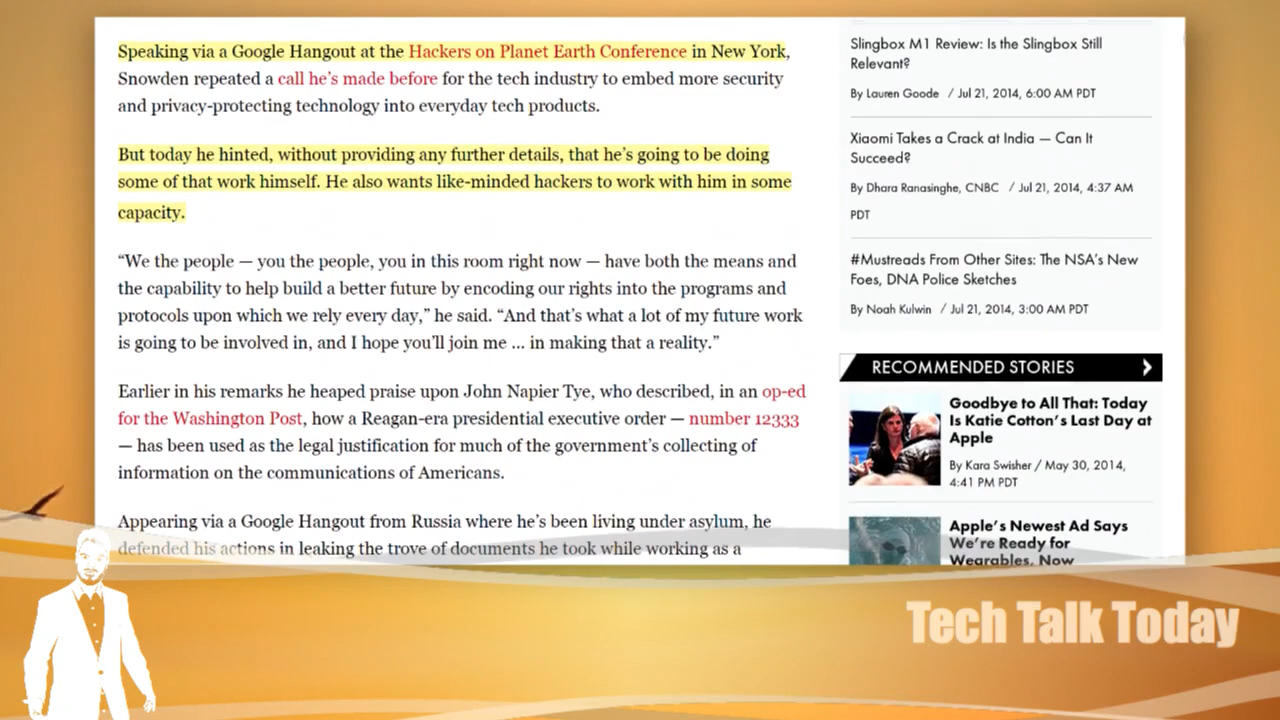 Speaking via a Google Hangout at the Hackers on Planet Earth Conference in New York,
Snowden repeated a call he's made before for the tech industry to embed more security
and privacy-protecting technology into everyday tech products.
But today he hinted, without providing any further details, that he's going to be doing
some of that work himself. He also wants like-minded hackers to work with him in some
capacity.
“We the people — you the people, you in this room right now — have both the means and
the capability to help build a better future by encoding our rights into the programs and
protocols upon which we rely every day,” he said. “And that's what a lot of my future work
is going to be involved in, and I hope you'll join me ... in making that a reality.”
Earlier in his remarks he heaped praise upon John Napier Tye, who described, in an op-ed
for the Washington Post, how a Reagan-era presidential executive order — number 12333
— has been used as the legal justification for much of the government's collecting of
information on the communications of Americans.
Appearing via a Google Hangout from Russia where he's been living under asylum, he
defended his actions in leaking the trove of documents he took while working as a
Slingbox M1 Review: Is the Slingbox Still
Relevant?
By Lauren Goode / Jul 21, 2014, 6:00 AM PDT
Xiaomi Takes a Crack at India — Can It
Succeed?
By Dhara Ranasinghe, CNBC / Jul 21, 2014, 4:37 AM
PDT
#Mustreads From Other Sites: The NSA's New
Foes, DNA Police Sketches
By Noah Kulwin / Jul 21, 2014, 3:00 AM PDT
RECOMMENDED STORIES
Goodbye to All That: Today
Is Katie Cotton's Last Day at
Apple
By Kara Swisher / May 30, 2014,
4:41 PM PDT
Apple's Newest Ad Says
We're Ready for
Wearables. Now
Tech Talk Today